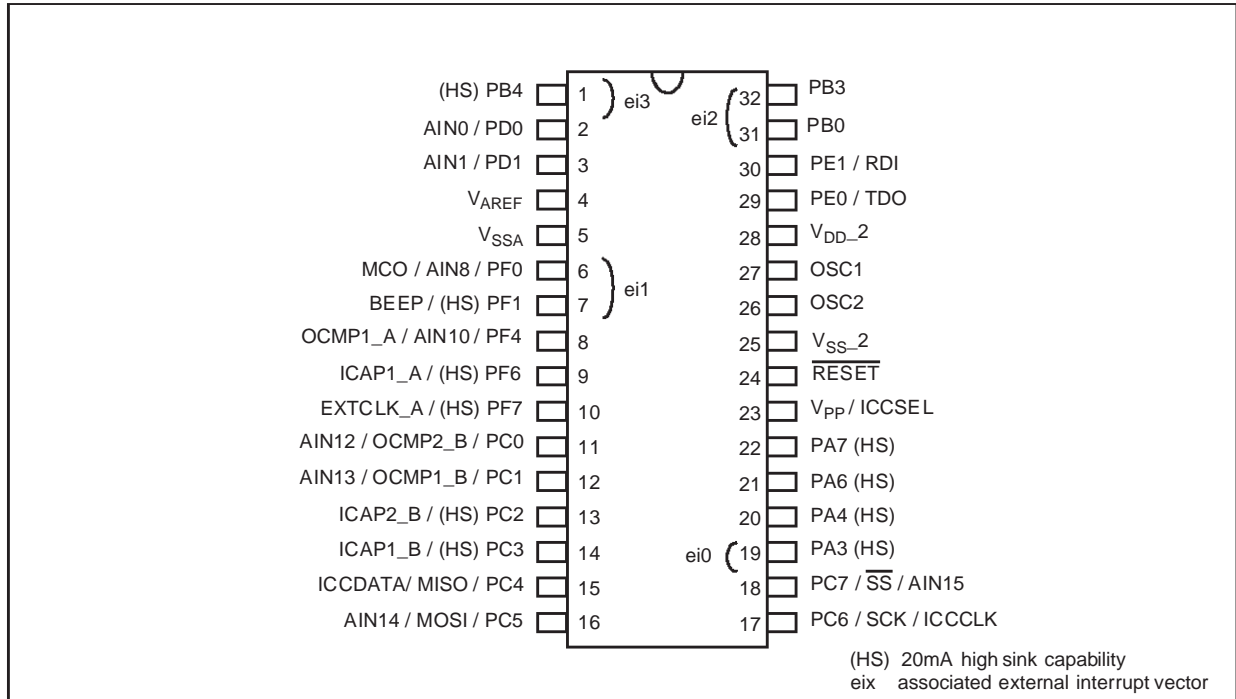 (HS) PB4 1 ei3 ei2 32 PB3
AIN0 / PD0 2 31 PB0
AIN1 / PD1 3 30 PE1 / RDI
VAREF 4 29 PE0 / TDO
VSSA 5 28 VDD_2
MCO / AIN8 / PF0 6 ei1 27 OSC1
BEEP / (HS) PF1 7 26 OSC2
OCMP1_A / AIN10 / PF4 8 25 VSS_2
ICAP1_A / (HS) PF6 9 24 RESET
EXTCLK_A / (HS) PF7 10 23 VPP / ICCSEL
AIN12 / OCMP2_B / PC0 11 22 PA7 (HS)
AIN13 / OCMP1_B / PC1 12 21 PA6 (HS)
ICAP2_B / (HS) PC2 13 20 PA4 (HS)
ICAP1_B / (HS) PC3 14 ei0 19 PA3 (HS)
ICCDATA/ MISO / PC4 15 18 PC7 / SS / AIN15
AIN14 / MOSI / PC5 16 17 PC6 / SCK / ICCCLK
(HS) 20mA high sink capability
eix associated external interrupt vector